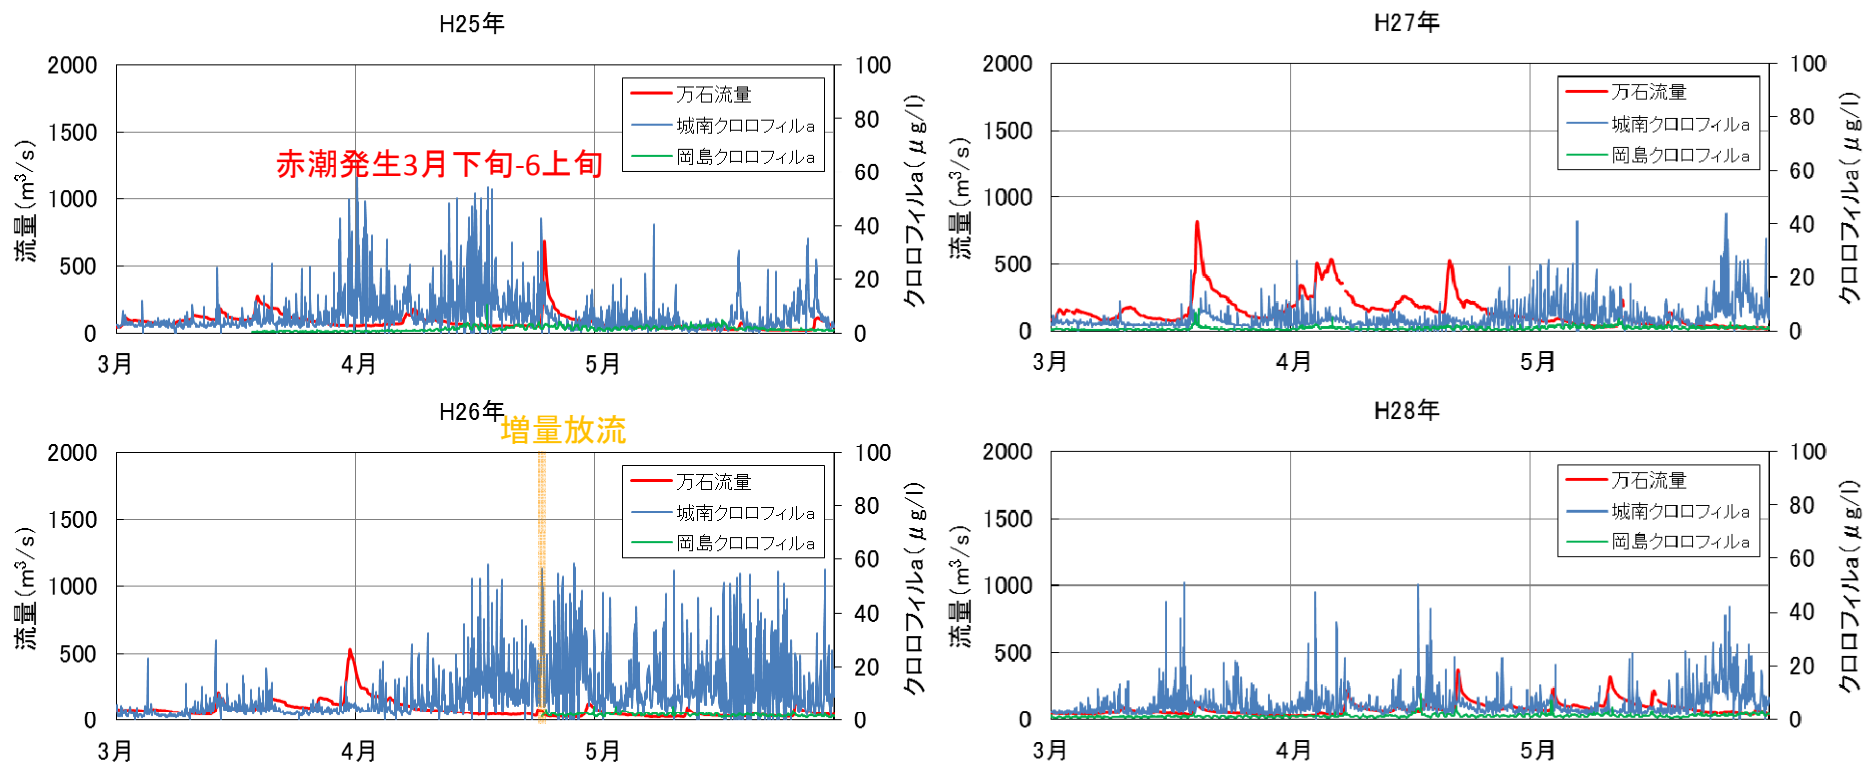 H25年
2000
1500
1000
500
0
流量(m³/s)
100
80
60
40
20
0
クロロフィルa(μg/l)
万石流量
城南クロロフィルa
岡島クロロフィルa
赤潮発生3月下旬-6上旬
3月
4月
5月
H27年
2000
1500
1000
500
0
流量(m³/s)
100
80
60
40
20
0
クロロフィルa(μg/l)
万石流量
城南クロロフィルa
岡島クロロフィルa
3月
4月
5月
H26年
増量放流
2000
1500
1000
500
0
流量(m³/s)
100
80
60
40
20
0
クロロフィルa(μg/l)
万石流量
城南クロロフィルa
岡島クロロフィルa
3月
4月
5月
H28年
2000
1500
1000
500
0
流量(m³/s)
100
80
60
40
20
0
クロロフィルa(μg/l)
万石流量
城南クロロフィルa
岡島クロロフィルa
3月
4月
5月